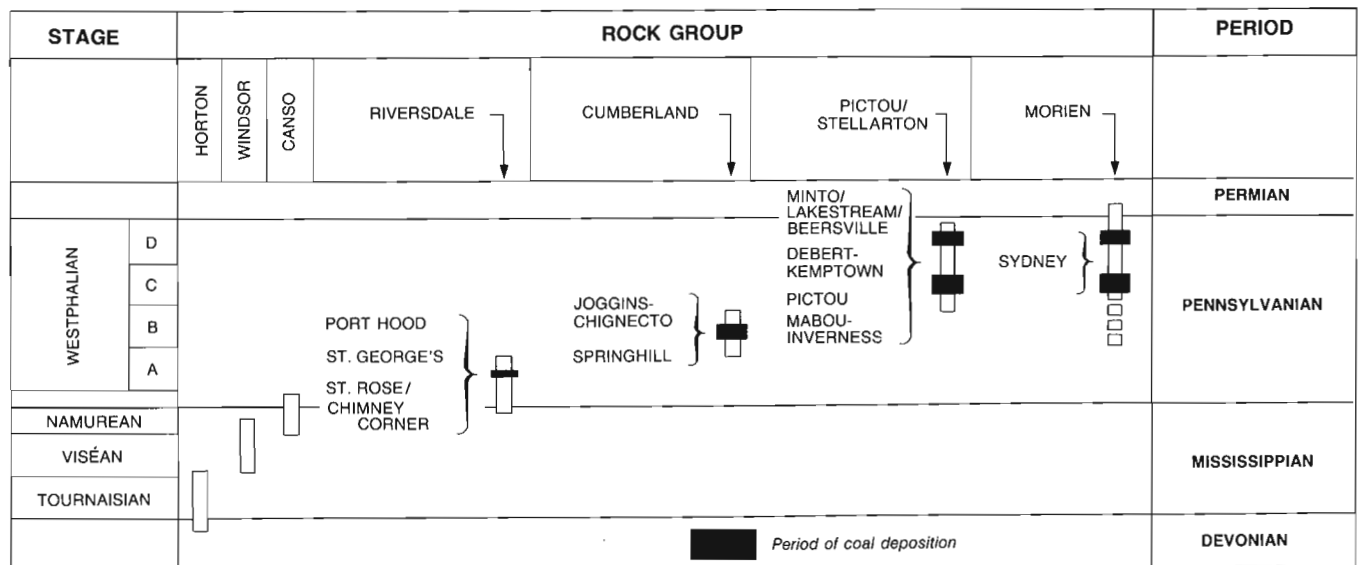 STAGE
ROCK GROUP
PERIOD
HORTON
WINDSOR
CANSO
RIVERSDALE
CUMBERLAND
PICTOU/
STELLARTON
MORIEN
PERMIAN
WESTPHALIAN
D
C
B
A
PORT HOOD
ST. GEORGE'S
ST. ROSE/
CHIMNEY
CORNER
JOGGINS-
CHIGNECTO
SPRINGHILL
MINTO/
LAKESTREAM/
BEERSVILLE
DEBERT-
KEMPTOWN
PICTOU
MABOU-
INVERNESS
SYDNEY
PENNSYLVANIAN
NAMUREAN
VISÉAN
TOURNAISIAN
MISSISSIPPIAN
DEVONIAN
Period of coal deposition